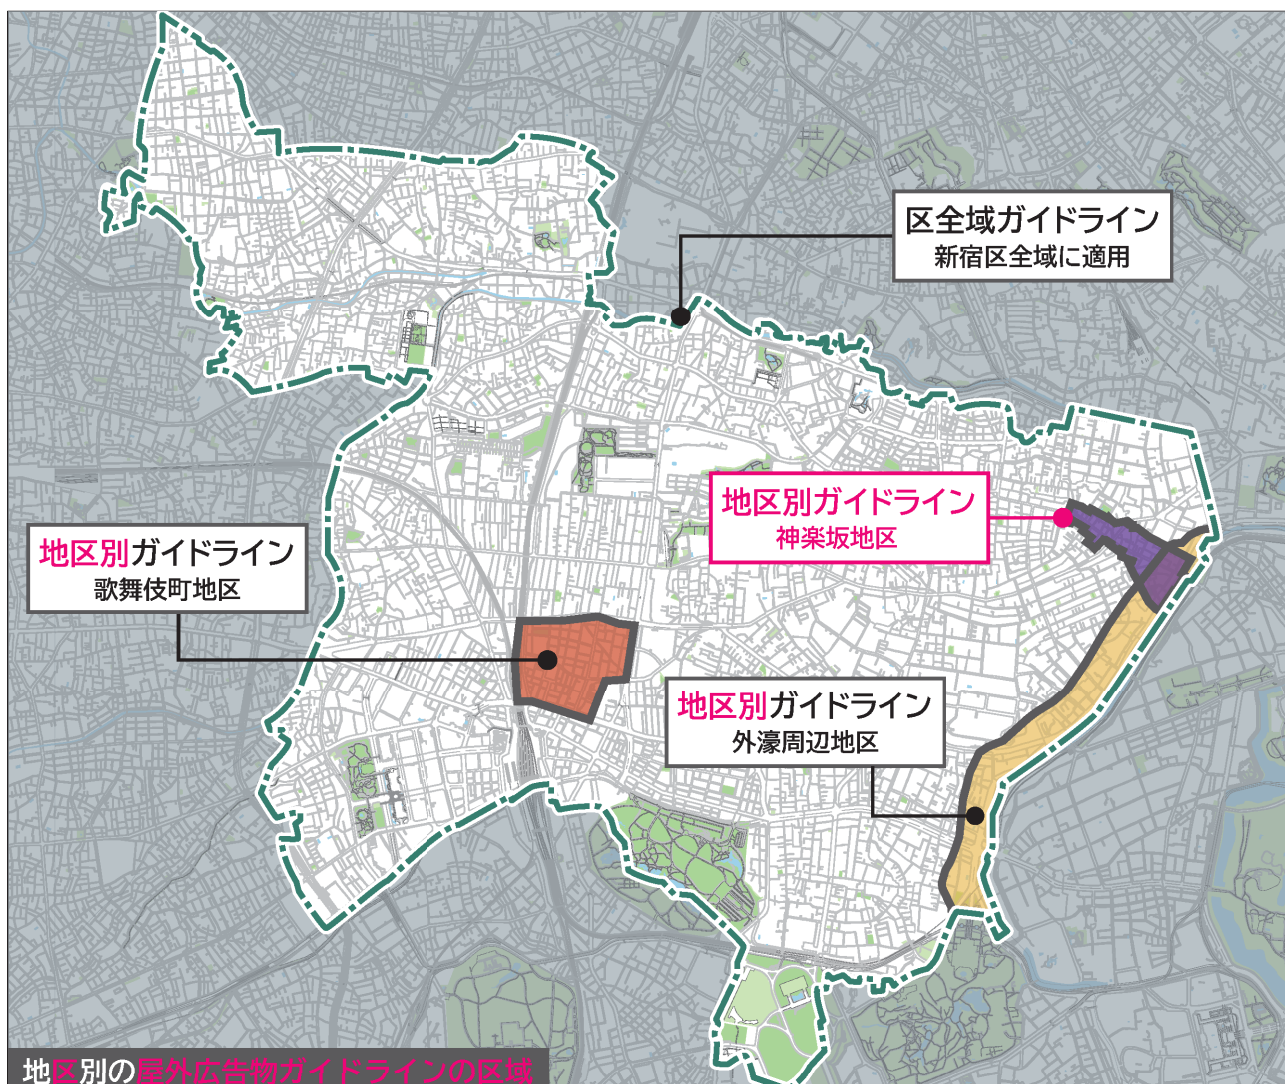 区全域ガイドライン
新宿区全域に適用
地区別ガイドライン
神楽坂地区
地区別ガイドライン
歌舞伎町地区
地区別ガイドライン
外濠周辺地区
地区別の屋外広告物ガイドラインの区域